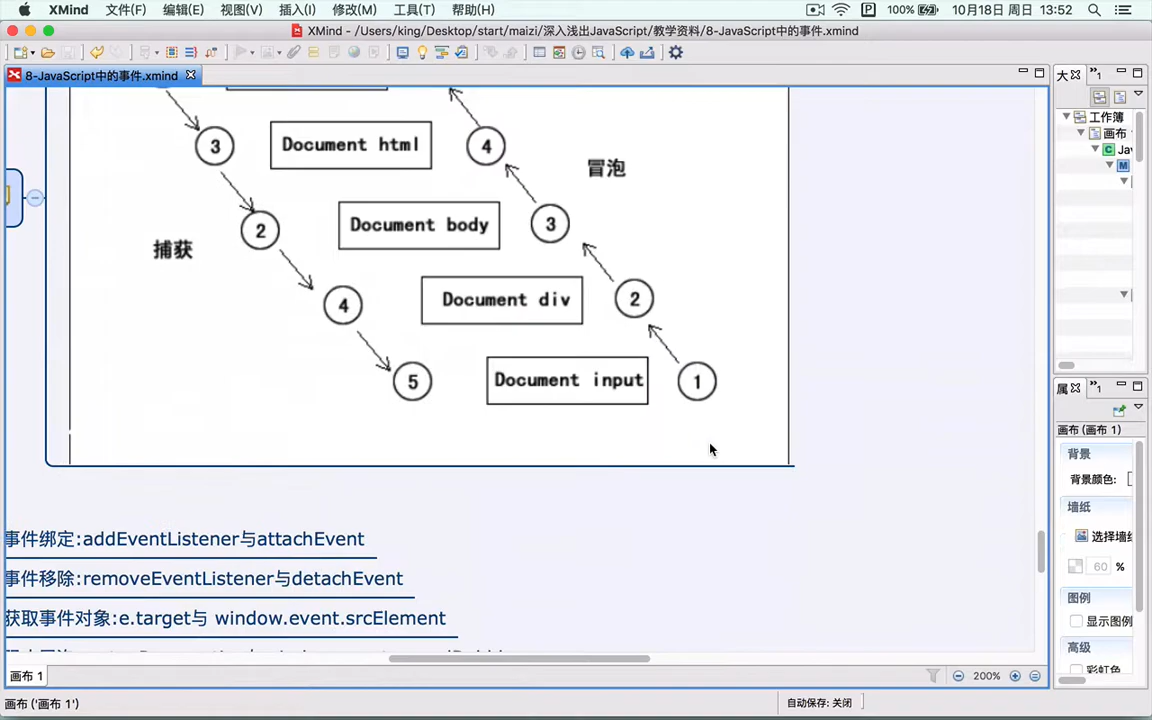 XMind 文件(F) 编辑(E) 视图(V) 插入(I) 修改(M) 工具(T) 帮助(H) 100% 10月18日 周日 13:52
XMind - /Users/king/Desktop/start/maizi/深入浅出JavaScript/教学资料/8-JavaScript中的事件.xmind
8-JavaScript中的事件.xmind
大
»1
工作簿
画布
Jav
M
3
Document html
4
冒泡
2
Document body
3
捕获
4
Document div
2
5
Document input
1
事件绑定:addEventListener与attachEvent
事件移除:removeEventListener与detachEvent
获取事件对象:e.target与 window.event.srcElement
属
»1
画布 (画布 1)
背景
背景颜色:
墙纸
选择墙纸
60 %
图例
显示图例
高级
彩虹色
画布 1
200%
画布 ('画布 1')
自动保存: 关闭